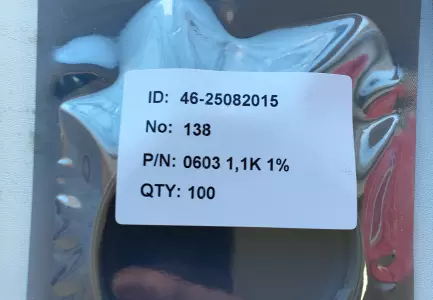 ID: 46-25082015
No: 138
P/N: 0603 1,1K 1%
QTY: 100